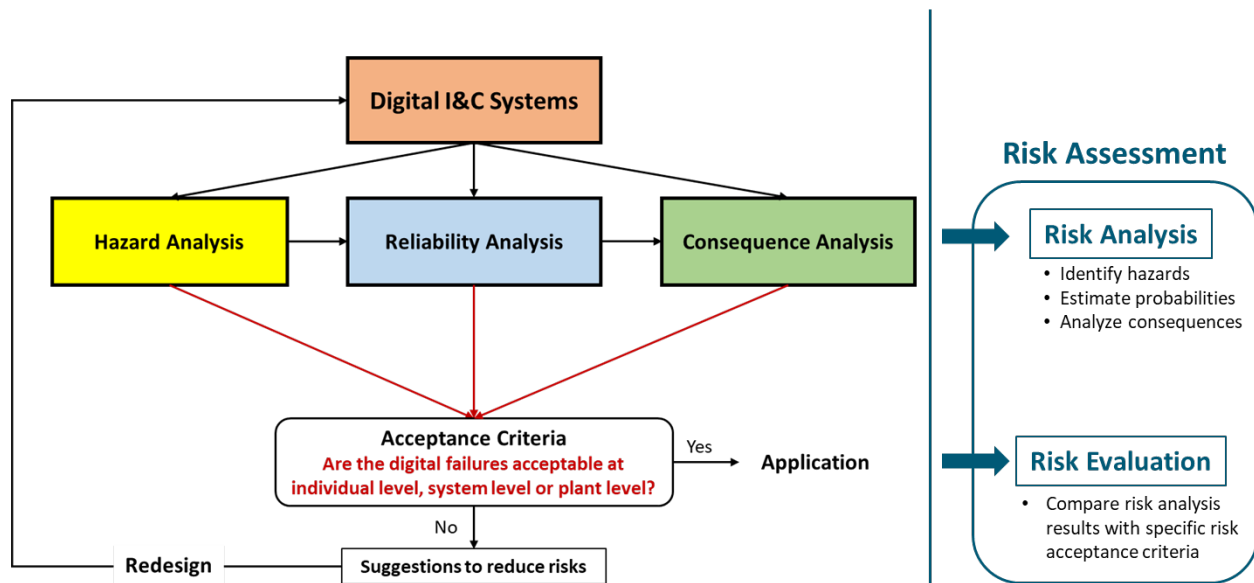 Digital I&C Systems
Hazard Analysis
Reliability Analysis
Consequence Analysis
Acceptance Criteria
Are the digital failures acceptable at
individual level, system level or plant level?
Yes
Application
No
Suggestions to reduce risks
Redesign
Risk Assessment
Risk Analysis
• Identify hazards
• Estimate probabilities
• Analyze consequences
Risk Evaluation
• Compare risk analysis
results with specific risk
acceptance criteria